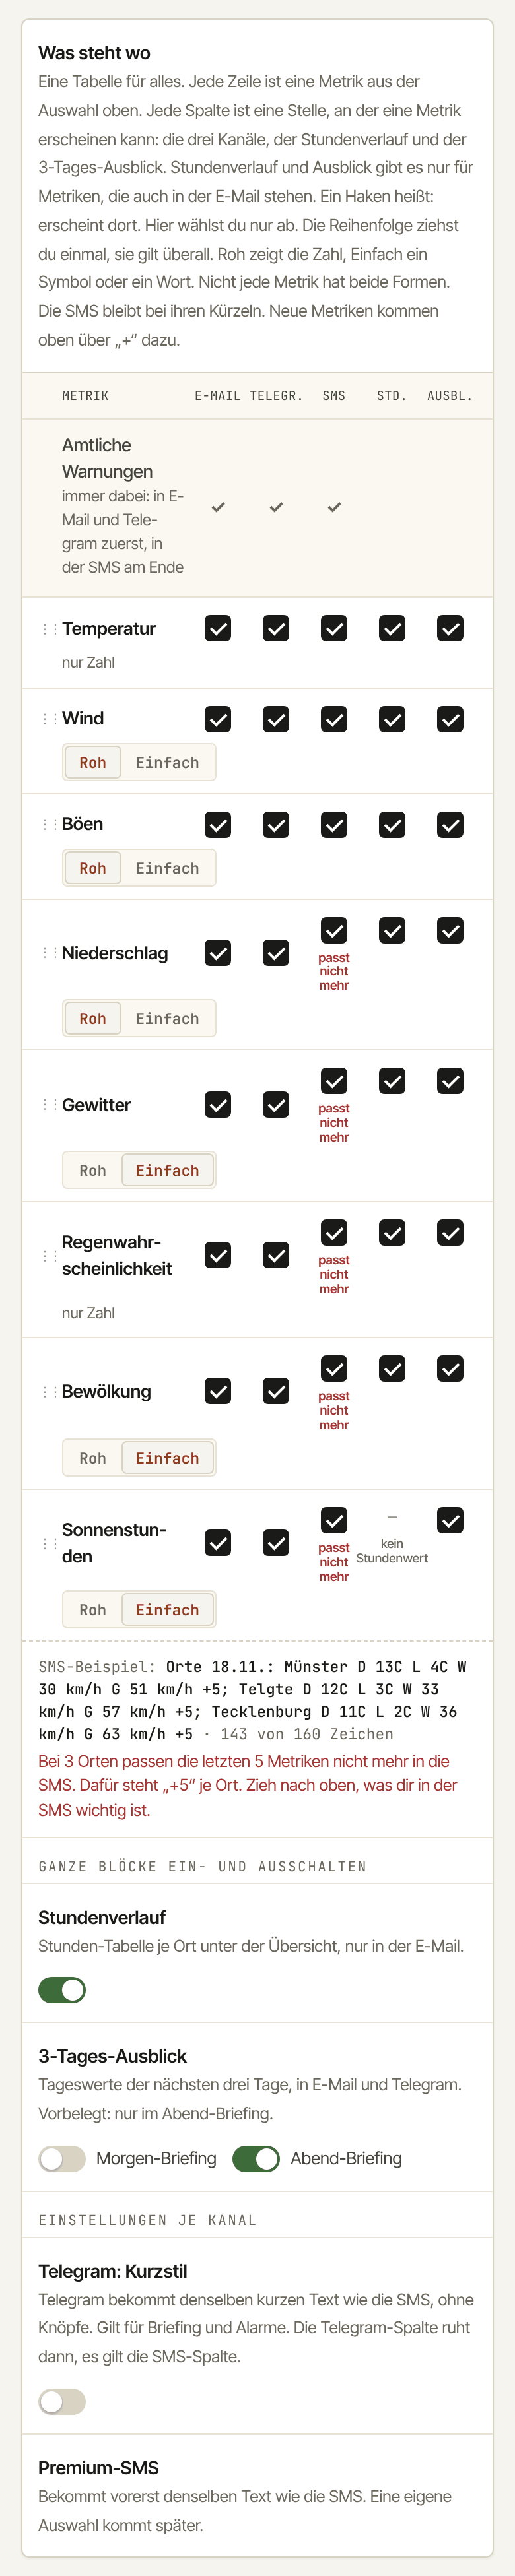 Was steht wo
Eine Tabelle für alles. Jede Zeile ist eine Metrik aus der
Auswahl oben. Jede Spalte ist eine Stelle, an der eine Metrik
erscheinen kann: die drei Kanäle, der Stundenverlauf und der
3-Tages-Ausblick. Stundenverlauf und Ausblick gibt es nur für
Metriken, die auch in der E-Mail stehen. Ein Haken heißt:
erscheint dort. Hier wählst du nur ab. Die Reihenfolge ziehst
du einmal, sie gilt überall. Roh zeigt die Zahl, Einfach ein
Symbol oder ein Wort. Nicht jede Metrik hat beide Formen.
Die SMS bleibt bei ihren Kürzeln. Neue Metriken kommen
oben über „+“ dazu.
METRIK E-MAIL TELEGR. SMS STD. AUSBL.
Amtliche
Warnungen
immer dabei: in E-
Mail und Tele-
gram zuerst, in
der SMS am Ende
Temperatur
nur Zahl
Wind
Roh Einfach
Böen
Roh Einfach
Niederschlag
passt
nicht
mehr
Roh Einfach
Gewitter
passt
nicht
mehr
Roh Einfach
Regenwahr-
scheinlichkeit
passt
nicht
mehr
nur Zahl
Bewölkung
passt
nicht
mehr
Roh Einfach
Sonnenstun-
den
passt
nicht
mehr
–
kein
Stundenwert
Roh Einfach
SMS-Beispiel: Orte 18.11.: Münster D 13C L 4C W
30 km/h G 51 km/h +5; Telgte D 12C L 3C W 33
km/h G 57 km/h +5; Tecklenburg D 11C L 2C W 36
km/h G 63 km/h +5 · 143 von 160 Zeichen
Bei 3 Orten passen die letzten 5 Metriken nicht mehr in die
SMS. Dafür steht „+5“ je Ort. Zieh nach oben, was dir in der
SMS wichtig ist.
GANZE BLÖCKE EIN- UND AUSSCHALTEN
Stundenverlauf
Stunden-Tabelle je Ort unter der Übersicht, nur in der E-Mail.
3-Tages-Ausblick
Tageswerte der nächsten drei Tage, in E-Mail und Telegram.
Vorbelegt: nur im Abend-Briefing.
Morgen-Briefing Abend-Briefing
EINSTELLUNGEN JE KANAL
Telegram: Kurzstil
Telegram bekommt denselben kurzen Text wie die SMS, ohne
Knöpfe. Gilt für Briefing und Alarme. Die Telegram-Spalte ruht
dann, es gilt die SMS-Spalte.
Premium-SMS
Bekommt vorerst denselben Text wie die SMS. Eine eigene
Auswahl kommt später.